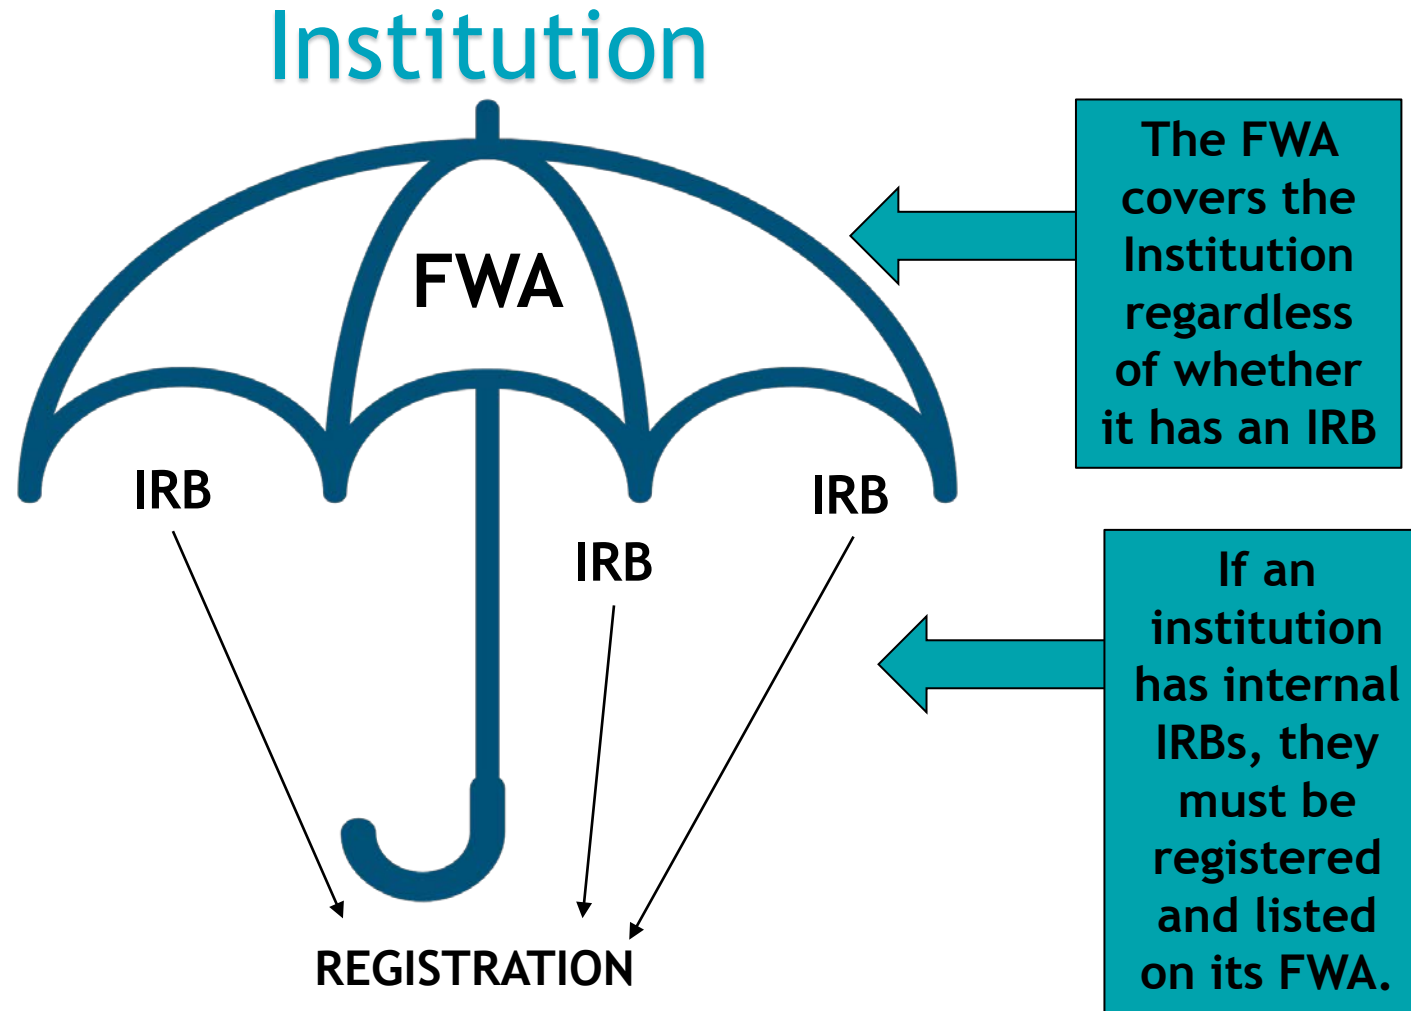 Institution
FWA
IRB
IRB
IRB
REGISTRATION
The FWA
covers the
Institution
regardless
of whether
it has an IRB
If an
institution
has internal
IRBs, they
must be
registered
and listed
on its FWA.